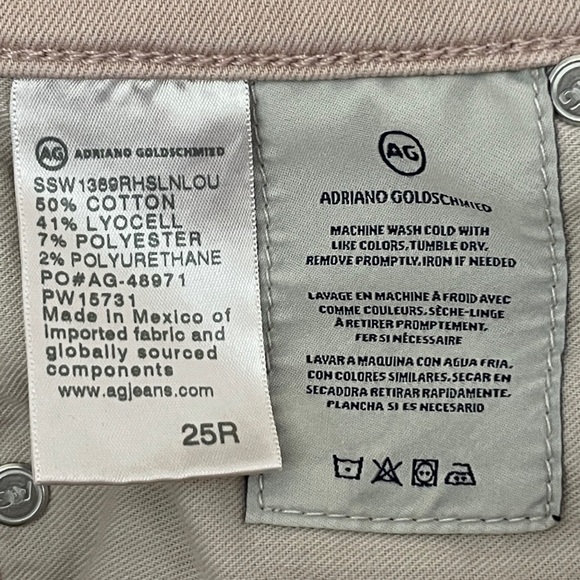 AG ADRIANO GOLDSCHMIED
SSW1389RHSLNLOU
50% COTTON
41% LYOCELL
7% POLYESTER
2% POLYURETHANE
PO#AG-48971
PW15731
Made in Mexico of
imported fabric and
globally sourced
components
www.agjeans.com
25R
AG
ADRIANO GOLDSCHMIED
MACHINE WASH COLD WITH
LIKE COLORS, TUMBLE DRY,
REMOVE PROMPTLY, IRON IF NEEDED
LAVAGE EN MACHINE À FROID AVEC
COMME COULEURS, SÈCHE-LINGE
À RETIRER PROMPTEMENT,
FER SI NÉCESSAIRE
LAVAR A MAQUINA CON AGUA FRIA,
CON COLORES SIMILARES, SECAR EN
SECADORA RETIRAR RAPIDAMENTE,
PLANCHA SI ES NECESARIO